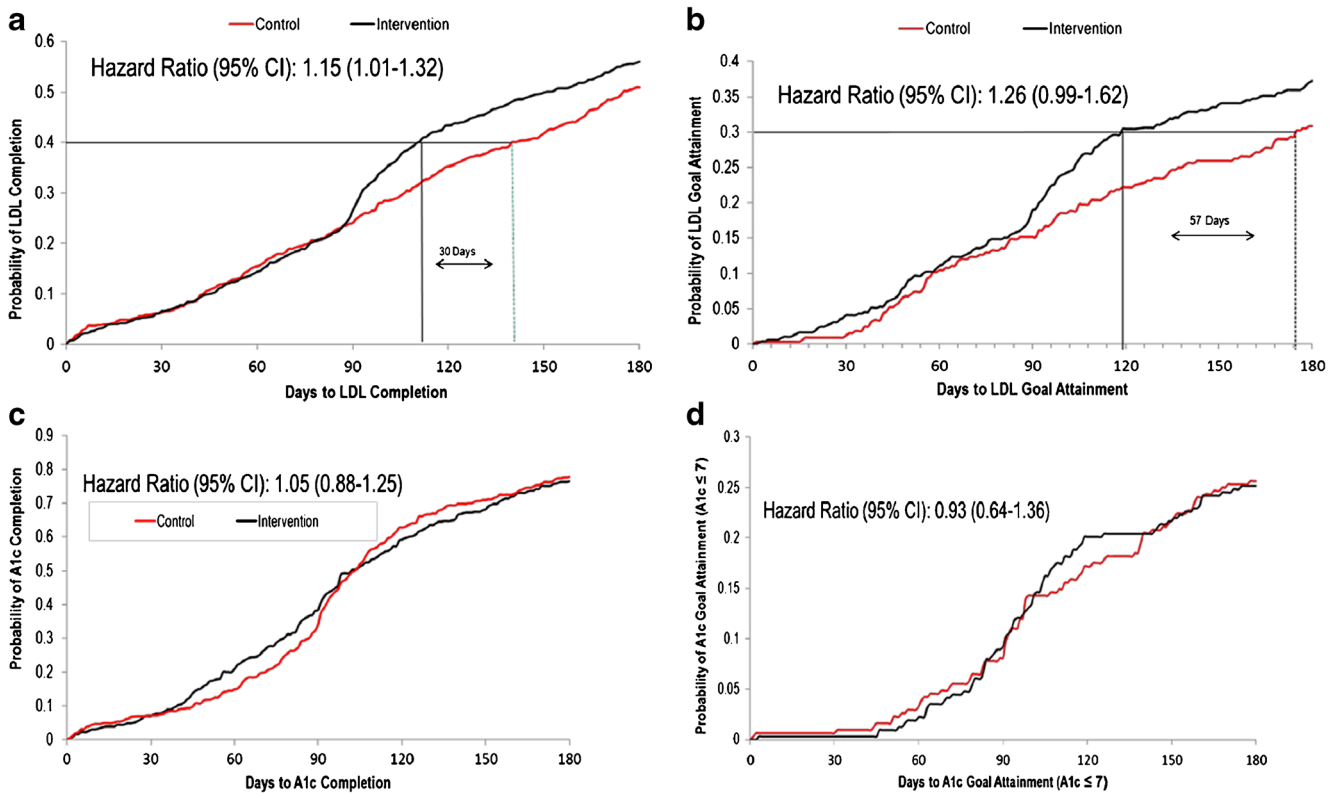 a
Control
Intervention
Hazard Ratio (95% CI): 1.15 (1.01-1.32)
Probability of LDL Completion
0.6
0.5
0.4
0.3
0.2
0.1
0
30 Days
0 30 60 90 120 150 180
Days to LDL Completion
b
Control
Intervention
Hazard Ratio (95% CI): 1.26 (0.99-1.62)
Probability of LDL Goal Attainment
0.4
0.35
0.3
0.25
0.2
0.15
0.1
0.05
0
57 Days
0 30 60 90 120 150 180
Days to LDL Goal Attainment
c
Hazard Ratio (95% CI): 1.05 (0.88-1.25)
Control
Intervention
Probability of A1c Completion
0.9
0.8
0.7
0.6
0.5
0.4
0.3
0.2
0.1
0
0 30 60 90 120 150 180
Days to A1c Completion
d
Hazard Ratio (95% CI): 0.93 (0.64-1.36)
Probability of A1c Goal Attainment (A1c ≤ 7)
0.3
0.25
0.2
0.15
0.1
0.05
0
0 30 60 90 120 150 180
Days to A1c Goal Attainment (A1c ≤ 7)